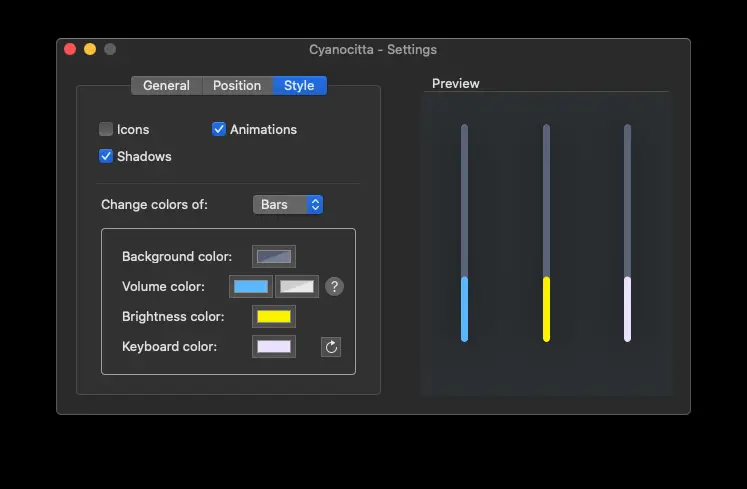 Cyanocitta - Settings
General Position Style
Preview
Icons Animations
Shadows
Change colors of: Bars
Background color:
Volume color: ?
Brightness color:
Keyboard color: